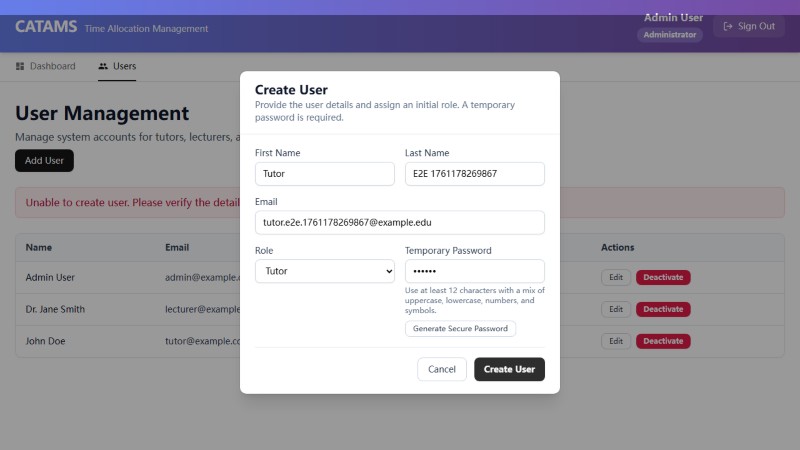 CATAMS Time Allocation Management
Admin User
Administrator
Sign Out
Dashboard
Users
User Management
Manage system accounts for tutors, lecturers, a
Add User
Unable to create user. Please verify the detail
Name Email Actions
Admin User admin@example. Edit Deactivate
Dr. Jane Smith lecturer@example Edit Deactivate
John Doe tutor@example.co Edit Deactivate
Create User
Provide the user details and assign an initial role. A temporary
password is required.
First Name Last Name
Tutor E2E 1761178269867
Email
tutor.e2e.1761178269867@example.edu
Role Temporary Password
Tutor ••••••
Use at least 12 characters with a mix of
uppercase, lowercase, numbers, and
symbols.
Generate Secure Password
Cancel Create User